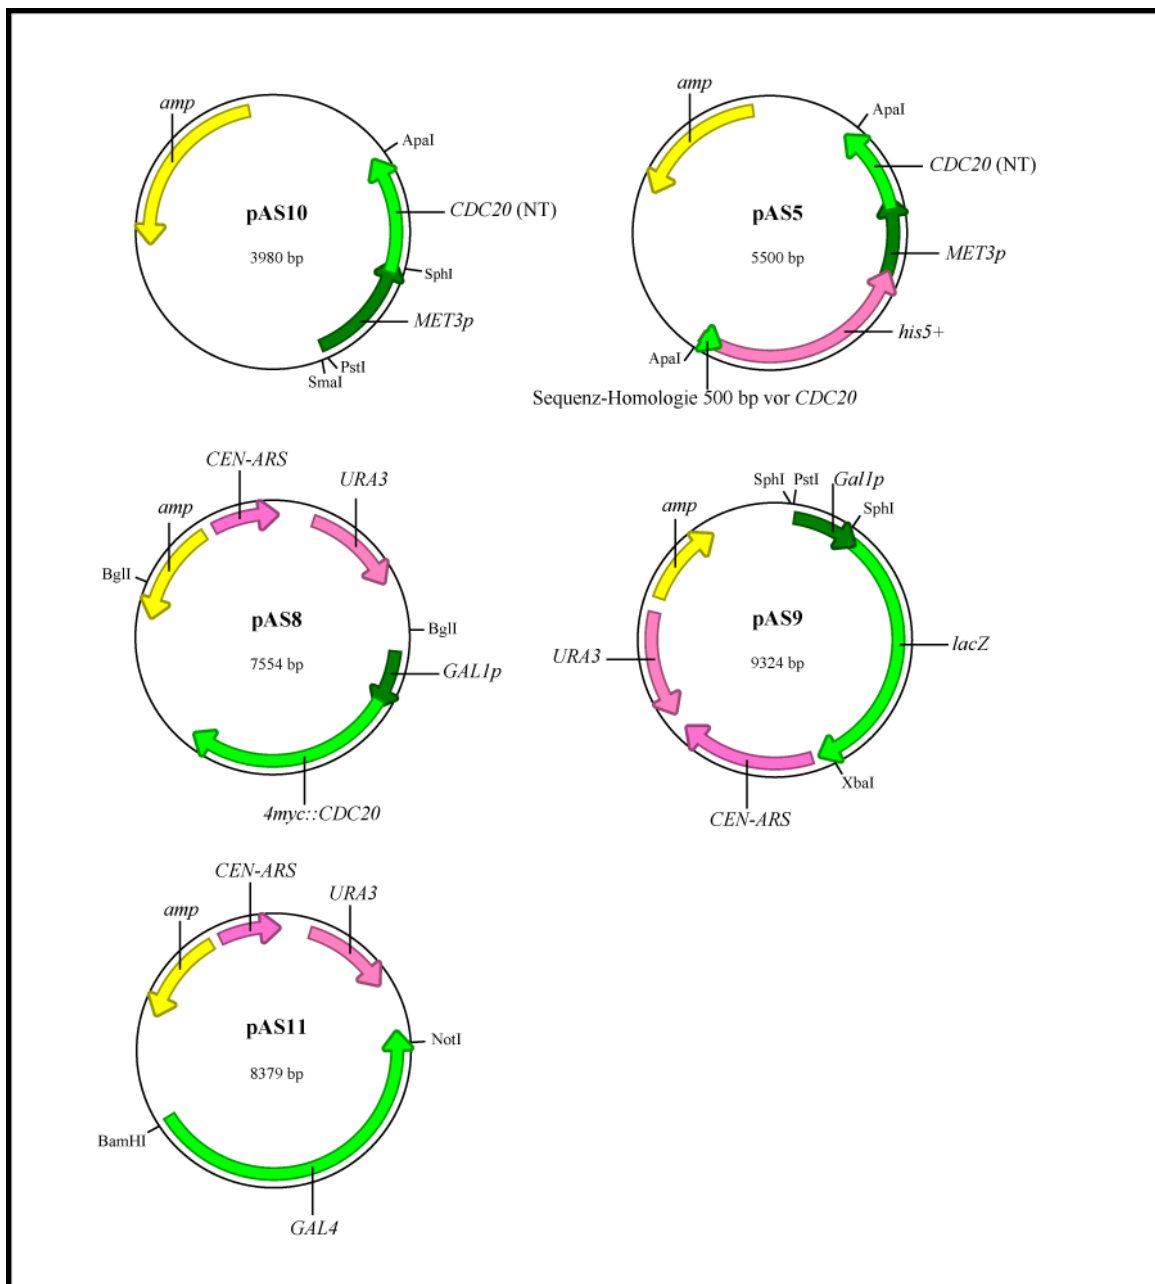 amp
ApaI
pAS10
3980 bp
CDC20 (NT)
SphI
MET3p
PstI
SmaI
amp
ApaI
CDC20 (NT)
pAS5
5500 bp
MET3p
his5+
ApaI
Sequenz-Homologie 500 bp vor CDC20
CEN-ARS
URA3
amp
BglI
pAS8
7554 bp
BglI
GAL1p
4myc::CDC20
SphI PstI Gal1p
SphI
amp
pAS9
9324 bp
URA3
lacZ
XbaI
CEN-ARS
CEN-ARS
URA3
amp
pAS11
8379 bp
NotI
BamHI
GAL4